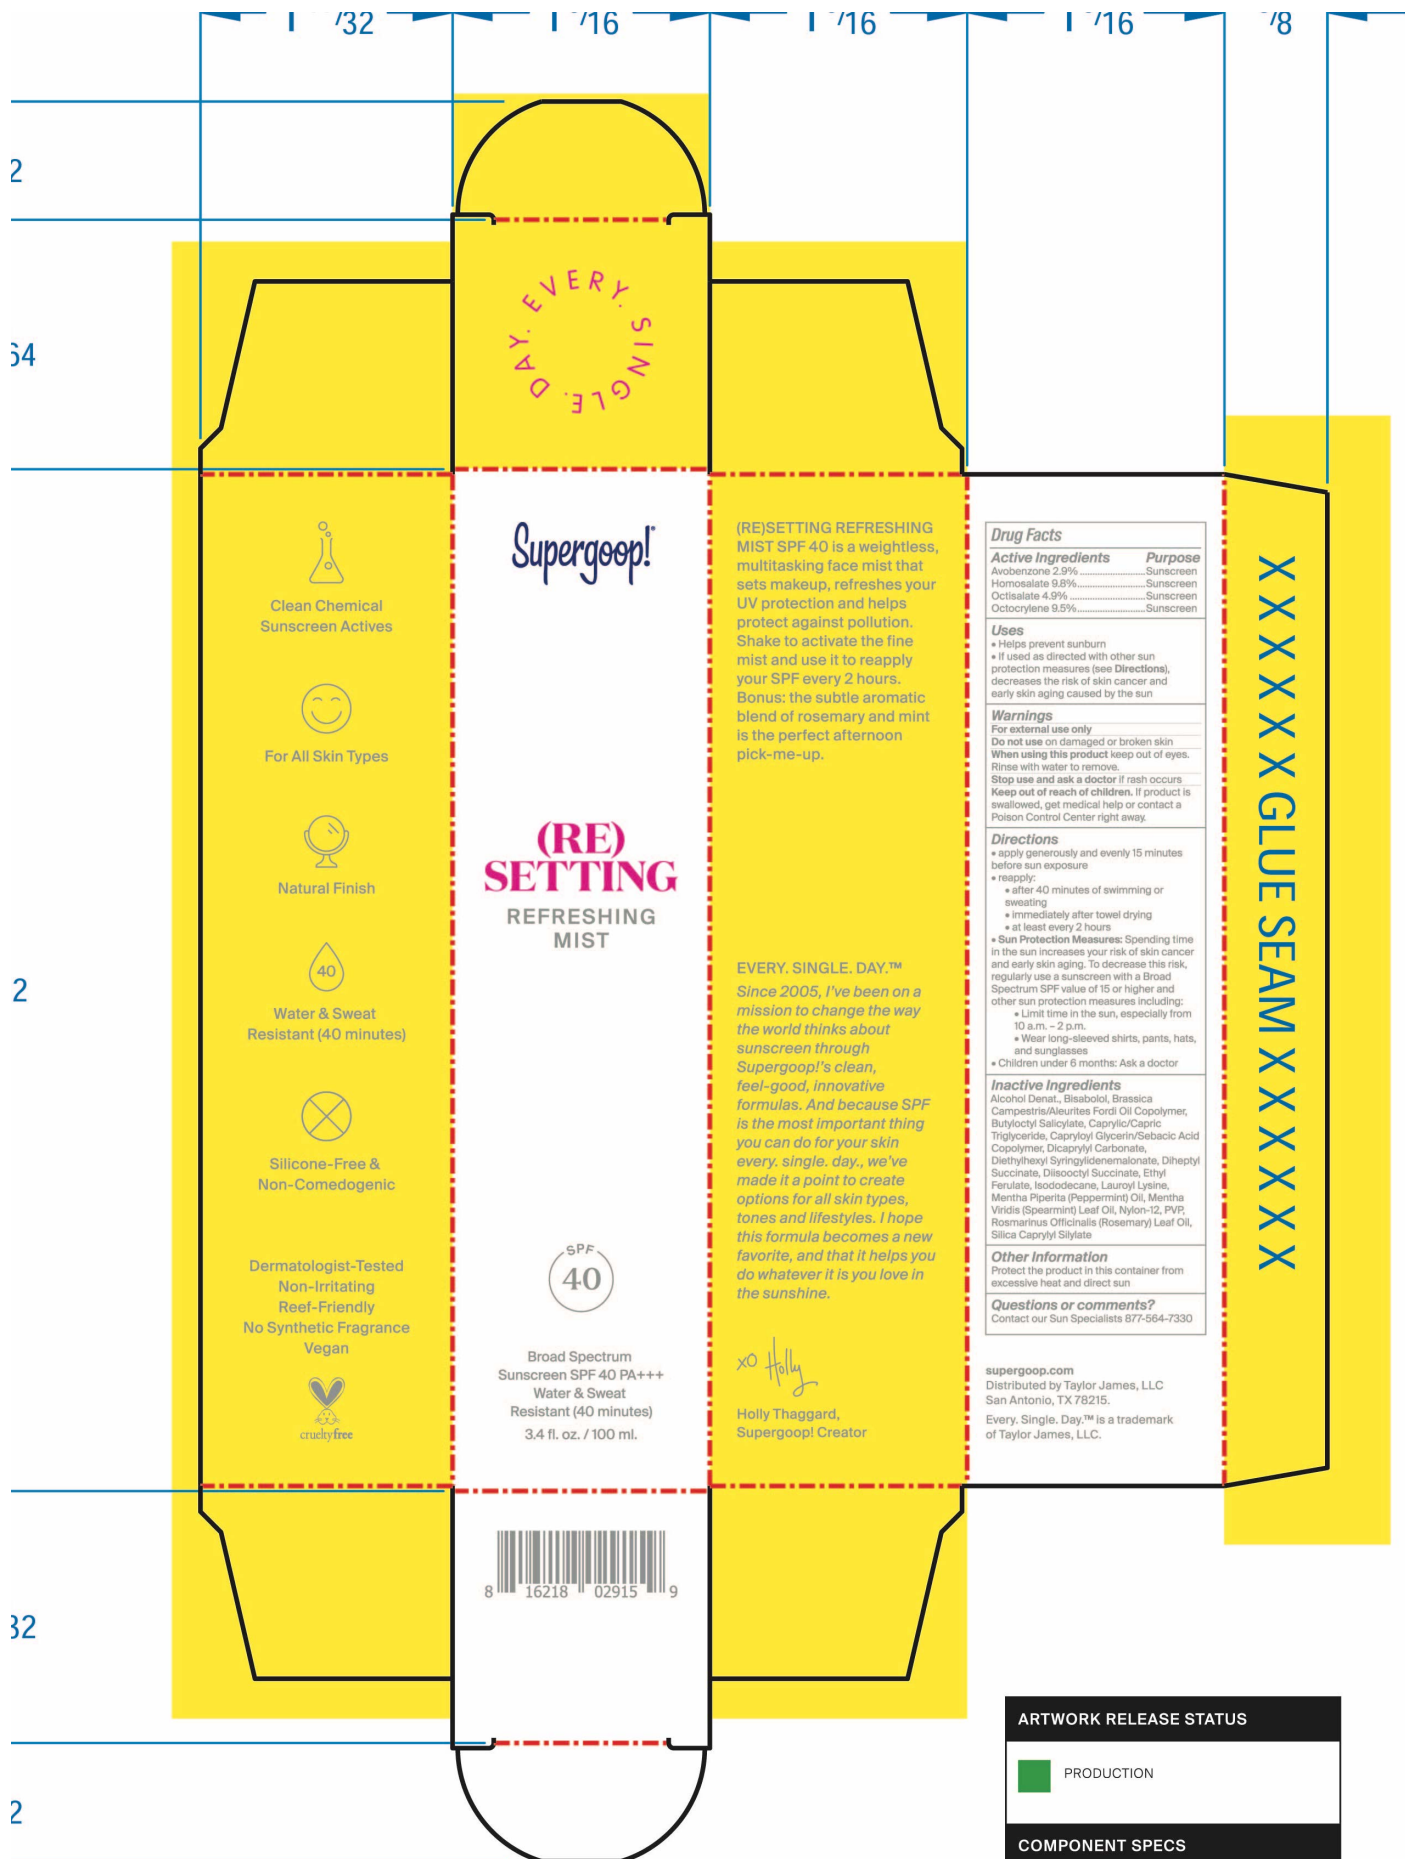 /32
/16
/16
/16
/8
2
64
2
32
2
EVERY. SINGLE. DAY.
Clean Chemical
Sunscreen Actives
For All Skin Types
Natural Finish
40
Water & Sweat
Resistant (40 minutes)
Silicone-Free &
Non-Comedogenic
Dermatologist-Tested
Non-Irritating
Reef-Friendly
No Synthetic Fragrance
Vegan
crueltyfree
Supergoop!
(RE)
SETTING
REFRESHING
MIST
SPF
40
Broad Spectrum
Sunscreen SPF 40 PA+++
Water & Sweat
Resistant (40 minutes)
3.4 fl. oz. / 100 ml.
8 16218 02915 9
(RE)SETTING REFRESHING
MIST SPF 40 is a weightless,
multitasking face mist that
sets makeup, refreshes your
UV protection and helps
protect against pollution.
Shake to activate the fine
mist and use it to reapply
your SPF every 2 hours.
Bonus: the subtle aromatic
blend of rosemary and mint
is the perfect afternoon
pick-me-up.
EVERY. SINGLE. DAY.™
Since 2005, I've been on a
mission to change the way
the world thinks about
sunscreen through
Supergoop!'s clean,
feel-good, innovative
formulas. And because SPF
is the most important thing
you can do for your skin
every. single. day., we've
made it a point to create
options for all skin types,
tones and lifestyles. I hope
this formula becomes a new
favorite, and that it helps you
do whatever it is you love in
the sunshine.
xo Holly
Holly Thaggard,
Supergoop! Creator
Drug Facts
Active Ingredients Purpose
Avobenzone 2.9% ........................ Sunscreen
Homosalate 9.8% ........................ Sunscreen
Octisalate 4.9% ........................ Sunscreen
Octocrylene 9.5% ........................ Sunscreen
Uses
• Helps prevent sunburn
• If used as directed with other sun
protection measures (see Directions),
decreases the risk of skin cancer and
early skin aging caused by the sun
Warnings
For external use only
Do not use on damaged or broken skin
When using this product keep out of eyes.
Rinse with water to remove.
Stop use and ask a doctor if rash occurs
Keep out of reach of children. If product is
swallowed, get medical help or contact a
Poison Control Center right away.
Directions
• apply generously and evenly 15 minutes
before sun exposure
• reapply:
• after 40 minutes of swimming or
sweating
• immediately after towel drying
• at least every 2 hours
• Sun Protection Measures: Spending time
in the sun increases your risk of skin cancer
and early skin aging. To decrease this risk,
regularly use a sunscreen with a Broad
Spectrum SPF value of 15 or higher and
other sun protection measures including:
• Limit time in the sun, especially from
10 a.m. – 2 p.m.
• Wear long-sleeved shirts, pants, hats,
and sunglasses
• Children under 6 months: Ask a doctor
Inactive Ingredients
Alcohol Denat., Bisabolol, Brassica
Campestris/Aleurites Fordi Oil Copolymer,
Butyloctyl Salicylate, Caprylic/Capric
Triglyceride, Capryloyl Glycerin/Sebacic Acid
Copolymer, Dicaprylyl Carbonate,
Diethylhexyl Syringylidenemalonate, Diheptyl
Succinate, Diisooctyl Succinate, Ethyl
Ferulate, Isododecane, Lauroyl Lysine,
Mentha Piperita (Peppermint) Oil, Mentha
Viridis (Spearmint) Leaf Oil, Nylon-12, PVP,
Rosmarinus Officinalis (Rosemary) Leaf Oil,
Silica Caprylyl Silylate
Other Information
Protect the product in this container from
excessive heat and direct sun
Questions or comments?
Contact our Sun Specialists 877-564-7330
supergoop.com
Distributed by Taylor James, LLC
San Antonio, TX 78215.
Every. Single. Day.™ is a trademark
of Taylor James, LLC.
X X X X X X X GLUE SEAM X X X X X X X
ARTWORK RELEASE STATUS
PRODUCTION
COMPONENT SPECS